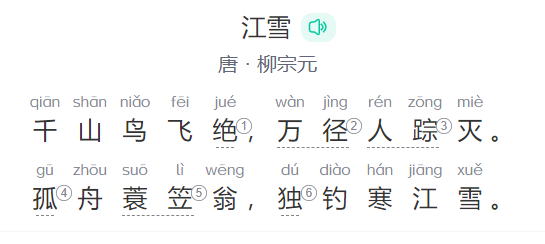 江雪
唐·柳宗元
qiān shān niǎo fēi jué wàn jìng rén zōng miè
千山鸟飞绝①，万径②人踪③灭。
gū zhōu suō lì wēng dú diào hán jiāng xuě
孤④舟蓑笠⑤翁，独⑥钓寒江雪。